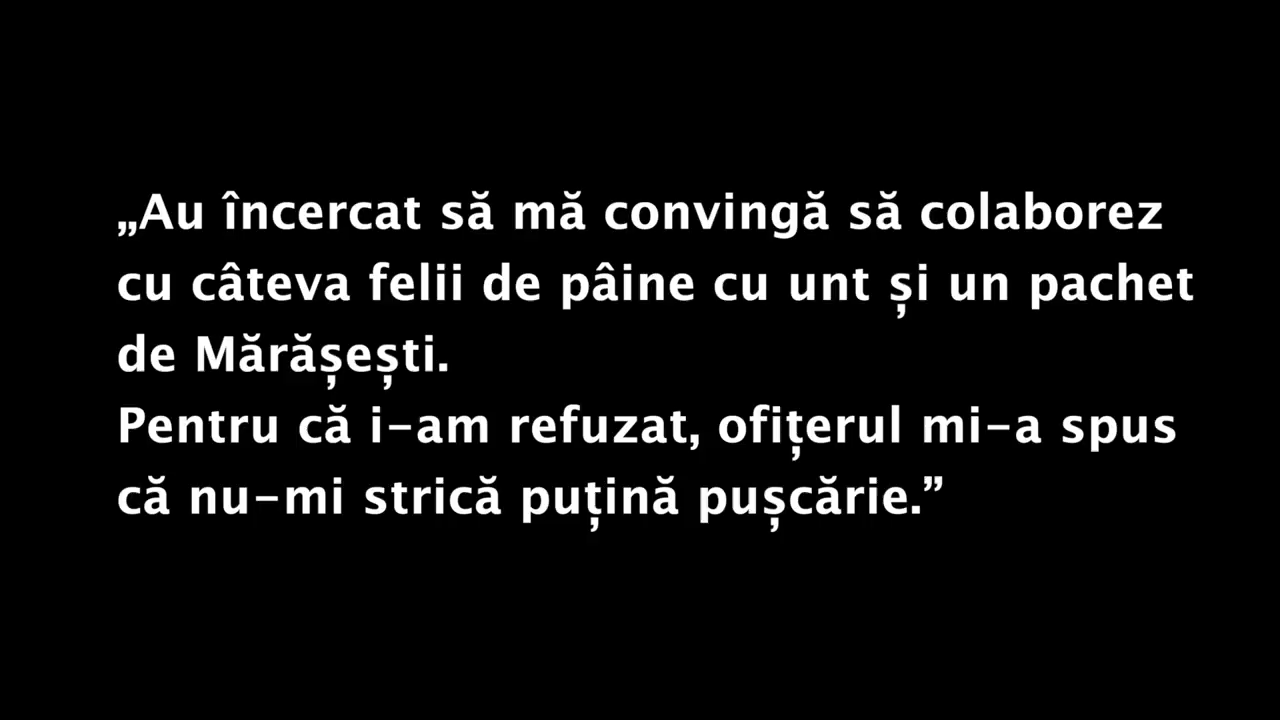 „Au încercat să mă convingă să colaborez
cu câteva felii de pâine cu unt și un pachet
de Mărășești.
Pentru că i-am refuzat, ofițerul mi-a spus
că nu-mi strică puțină pușcărie.”